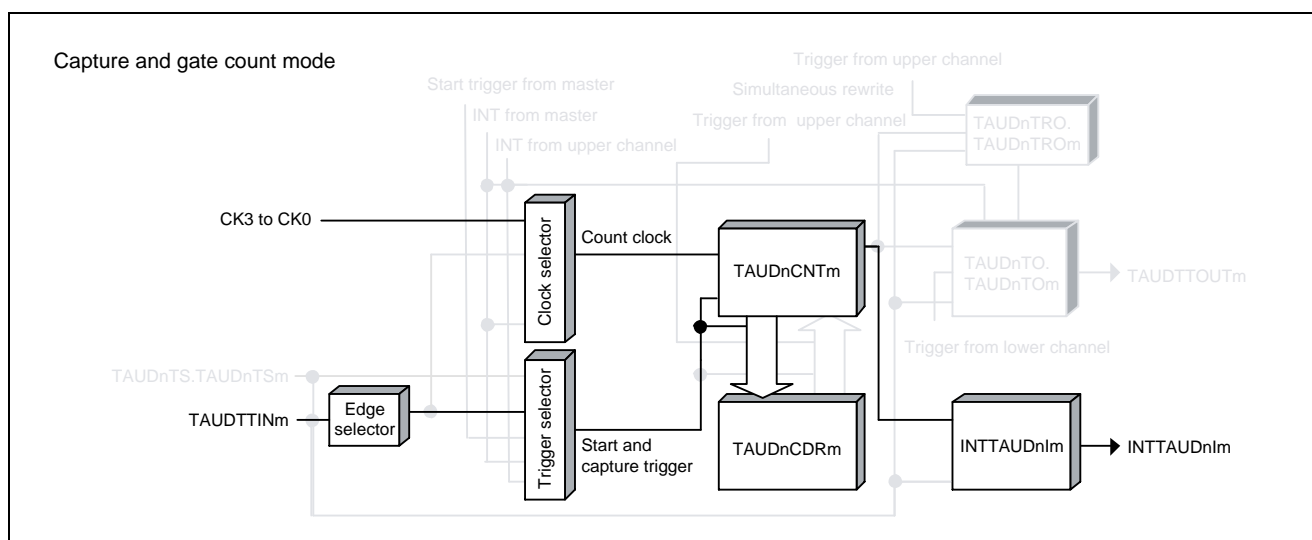 Capture and gate count mode
Trigger from upper channel
Start trigger from master
Simultaneous rewrite
INT from master
Trigger from upper channel
INT from upper channel
TAUDnTRO.
TAUDnTROm
CK3 to CK0
Clock selector
Count clock
TAUDnCNTm
TAUDnTO.
TAUDnTOm
TAUDTTOUTm
Trigger from lower channel
TAUDnTS.TAUDnTSm
TAUDTTINm
Edge
selector
Trigger selector
Start and
capture trigger
TAUDnCDRm
INTTAUDnIm
INTTAUDnIm